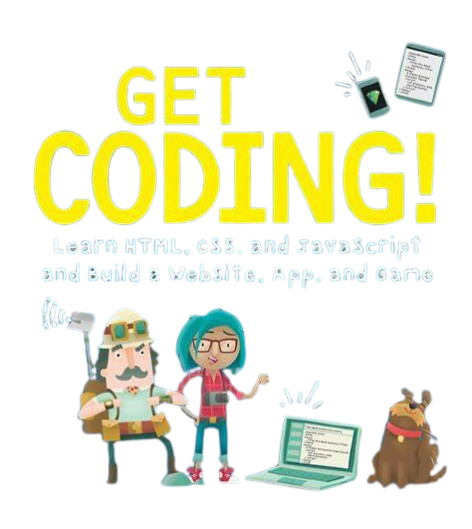 GET
CODING!
Learn HTML, CSS, and JavaScript
and Build a Website, App, and Game